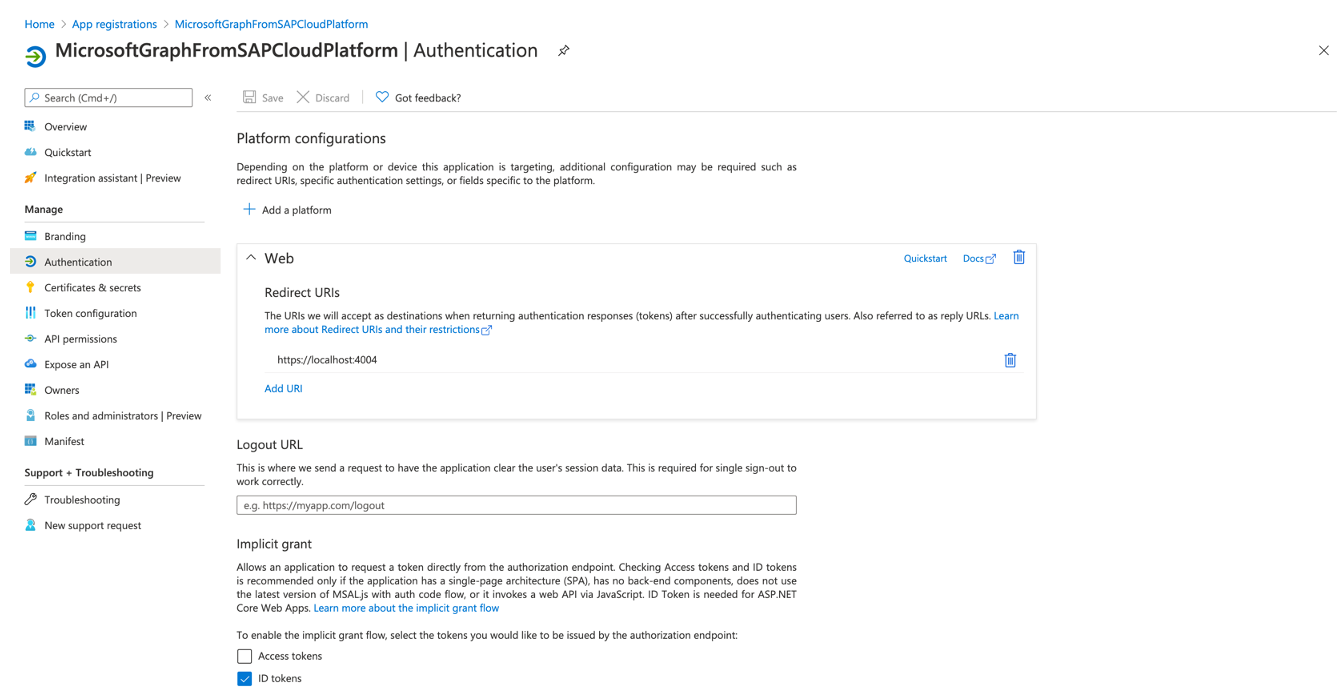 Home > App registrations > MicrosoftGraphFromSAPCloudPlatform
MicrosoftGraphFromSAPCloudPlatform | Authentication
Search (Cmd+/)
«
Overview
Quickstart
Integration assistant | Preview
Manage
Branding
Authentication
Certificates & secrets
Token configuration
API permissions
Expose an API
Owners
Roles and administrators | Preview
Manifest
Support + Troubleshooting
Troubleshooting
New support request
Save Discard Got feedback?
Platform configurations
Depending on the platform or device this application is targeting, additional configuration may be required such as
redirect URIs, specific authentication settings, or fields specific to the platform.
Add a platform
Web Quickstart Docs
Redirect URIs
The URIs we will accept as destinations when returning authentication responses (tokens) after successfully authenticating users. Also referred to as reply URLs. Learn
more about Redirect URIs and their restrictions
https://localhost:4004
Add URI
Logout URL
This is where we send a request to have the application clear the user's session data. This is required for single sign-out to
work correctly.
e.g. https://myapp.com/logout
Implicit grant
Allows an application to request a token directly from the authorization endpoint. Checking Access tokens and ID tokens
is recommended only if the application has a single-page architecture (SPA), has no back-end components, does not use
the latest version of MSAL.js with auth code flow, or it invokes a web API via JavaScript. ID Token is needed for ASP.NET
Core Web Apps. Learn more about the implicit grant flow
To enable the implicit grant flow, select the tokens you would like to be issued by the authorization endpoint:
Access tokens
ID tokens